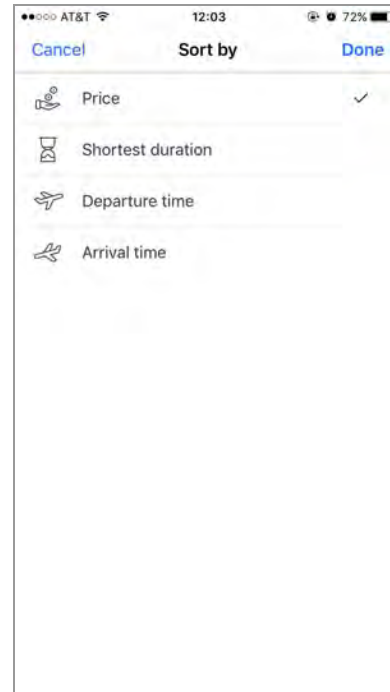 AT&T 12:03 72%
Cancel Sort by Done
Price
Shortest duration
Departure time
Arrival time